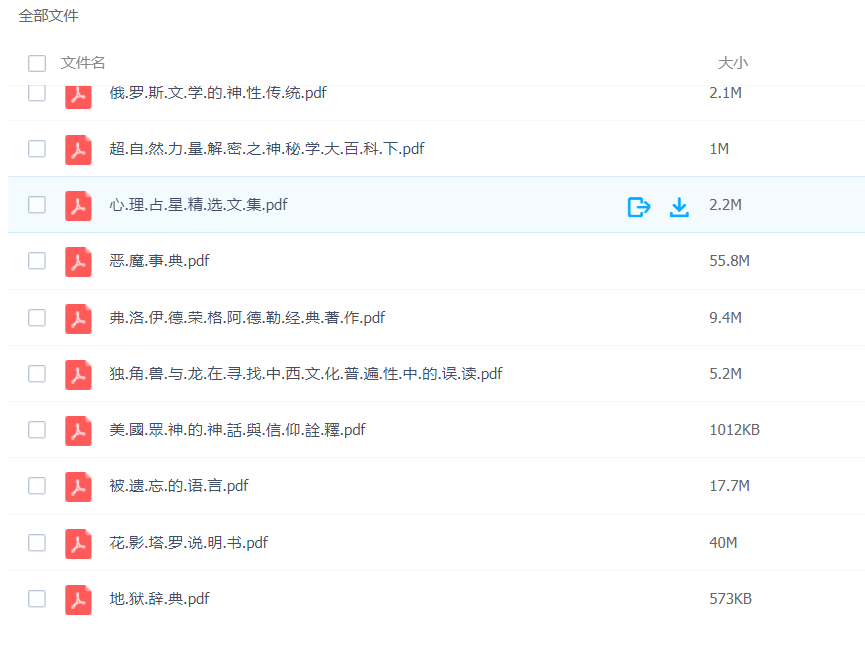 全部文件
文件名 大小
俄.罗.斯.文.学.的.神.性.传.统.pdf 2.1M
超.自.然.力.量.解.密.之.神.秘.学.大.百.科.下.pdf 1M
心.理.占.星.精.选.文.集.pdf 2.2M
恶.魔.事.典.pdf 55.8M
弗.洛.伊.德.荣.格.阿.德.勒.经.典.著.作.pdf 9.4M
独.角.兽.与.龙.在.寻.找.中.西.文.化.普.遍.性.中.的.误.读.pdf 5.2M
美.國.眾.神.的.神.話.與.信.仰.詮.釋.pdf 1012KB
被.遗.忘.的.语.言.pdf 17.7M
花.影.塔.罗.说.明.书.pdf 40M
地.狱.辞.典.pdf 573KB